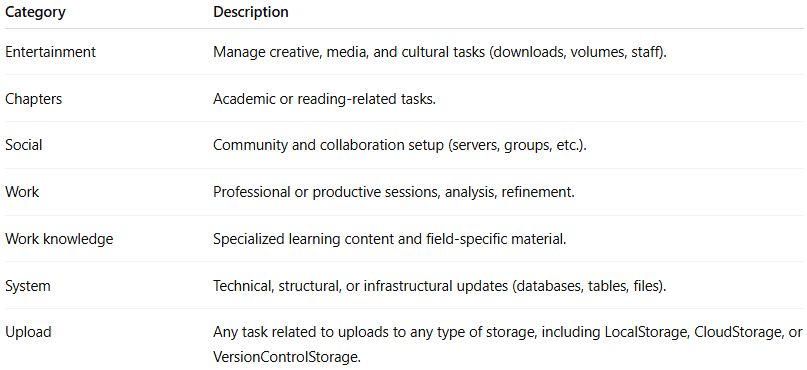 Category Description
Entertainment Manage creative, media, and cultural tasks (downloads, volumes, staff).
Chapters Academic or reading-related tasks.
Social Community and collaboration setup (servers, groups, etc.).
Work Professional or productive sessions, analysis, refinement.
Work knowledge Specialized learning content and field-specific material.
System Technical, structural, or infrastructural updates (databases, tables, files).
Upload Any task related to uploads to any type of storage, including LocalStorage, CloudStorage, or
VersionControlStorage.